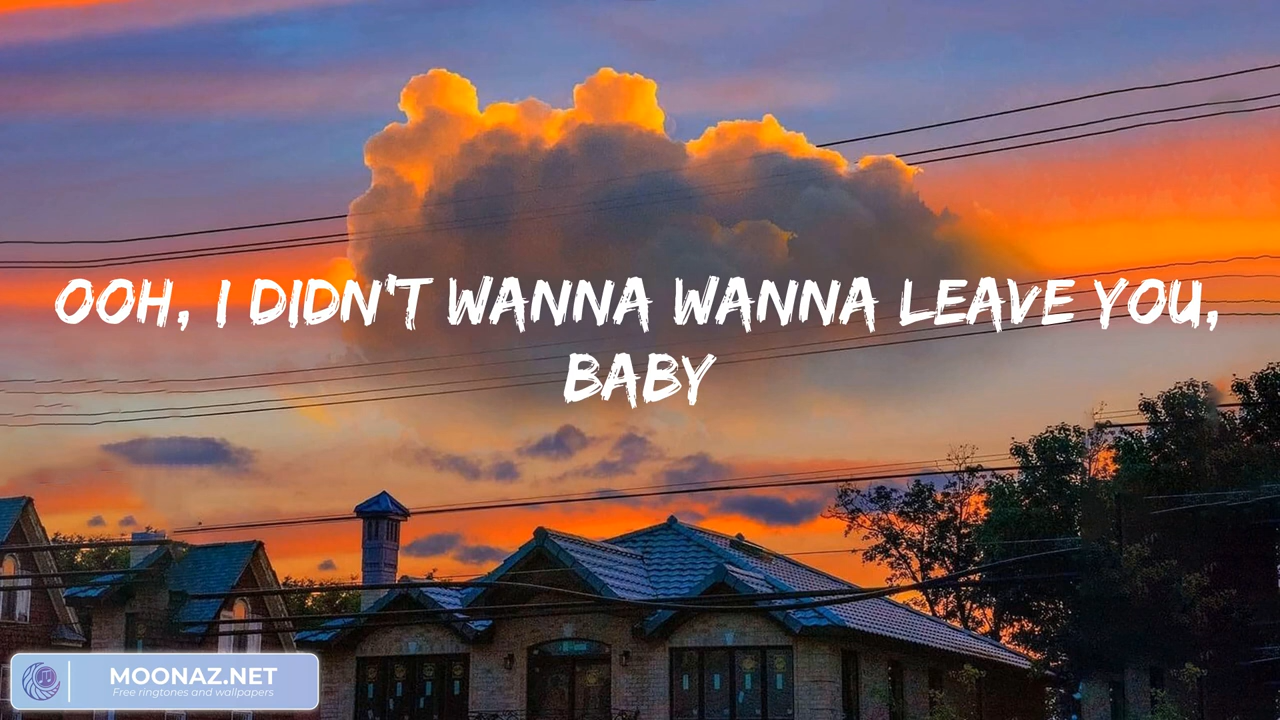 OOH, I DIDN'T WANNA WANNA LEAVE YOU,
BABY
MOONAZ.NET
Free ringtones and wallpapers